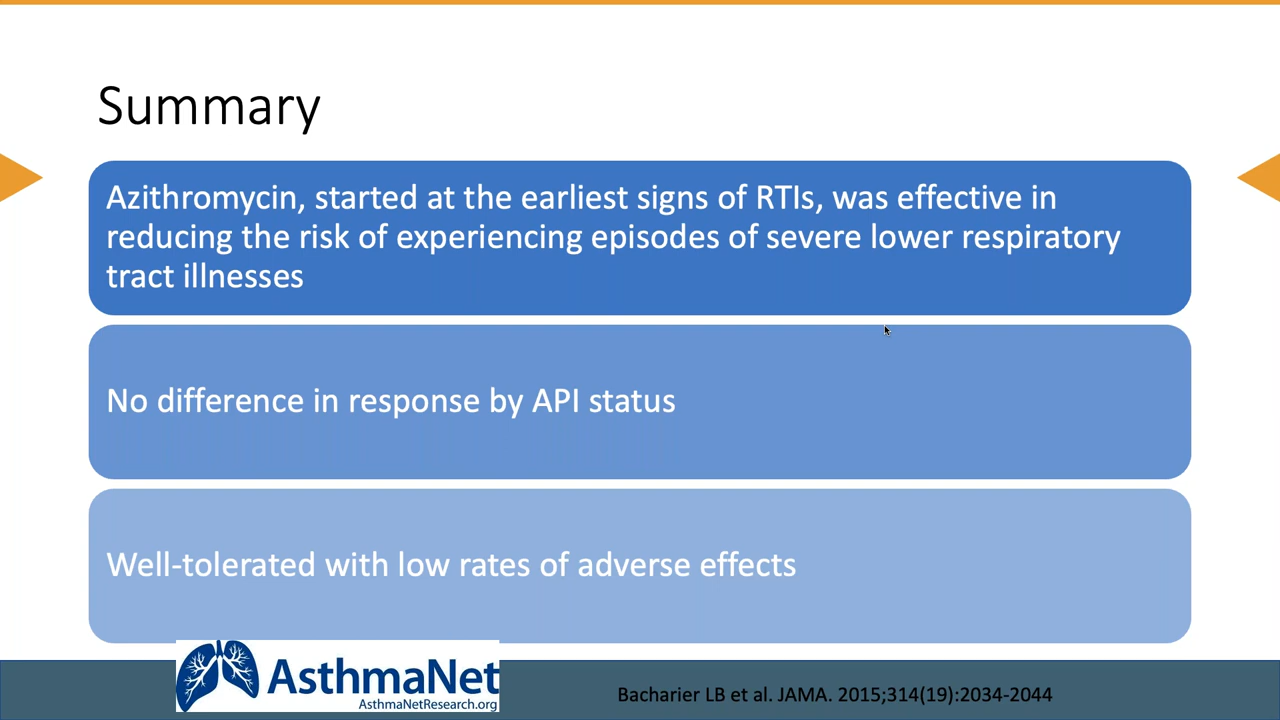 Summary
Azithromycin, started at the earliest signs of RTIs, was effective in
reducing the risk of experiencing episodes of severe lower respiratory
tract illnesses
No difference in response by API status
Well-tolerated with low rates of adverse effects
AsthmaNet
AsthmaNetResearch.org
Bacharier LB et al. JAMA. 2015;314(19):2034-2044